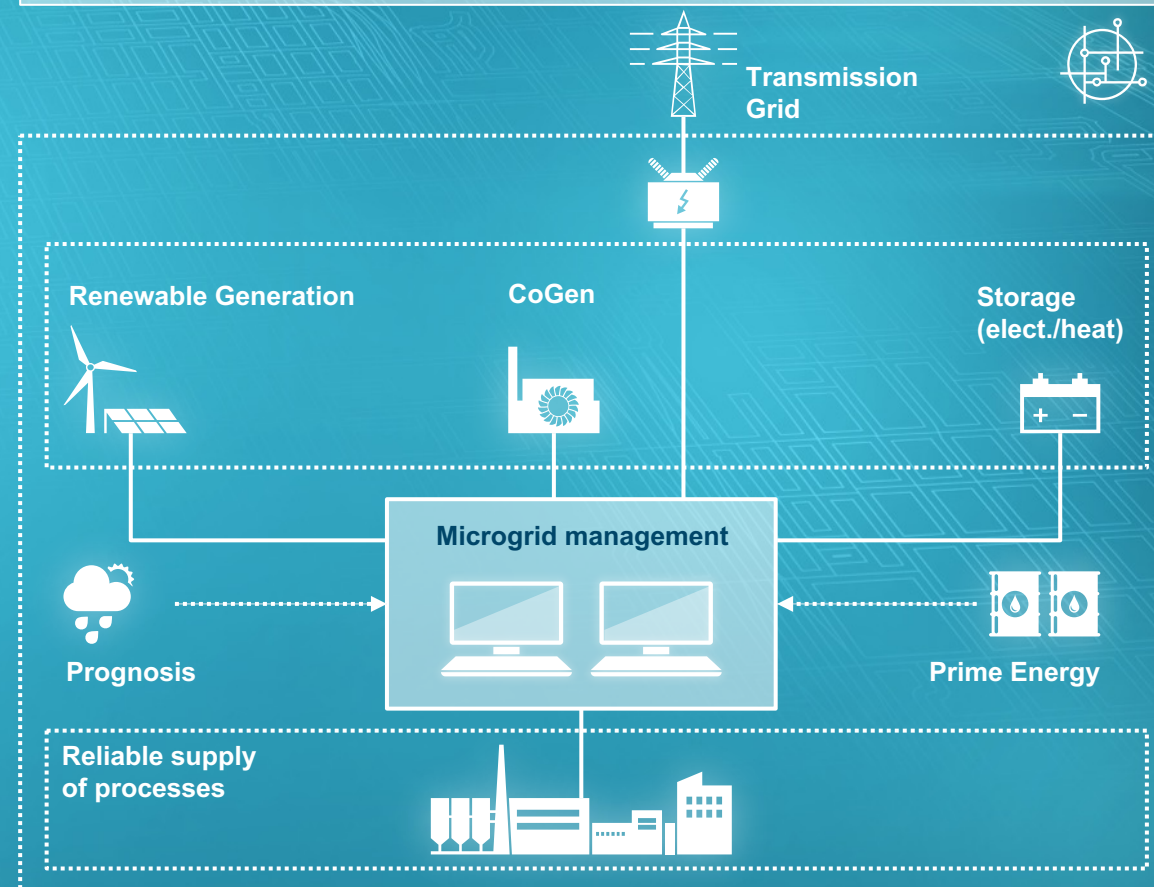 Transmission
Grid
Renewable Generation
CoGen
Storage
(elect./heat)
+ −
Microgrid management
Prognosis
Prime Energy
Reliable supply
of processes